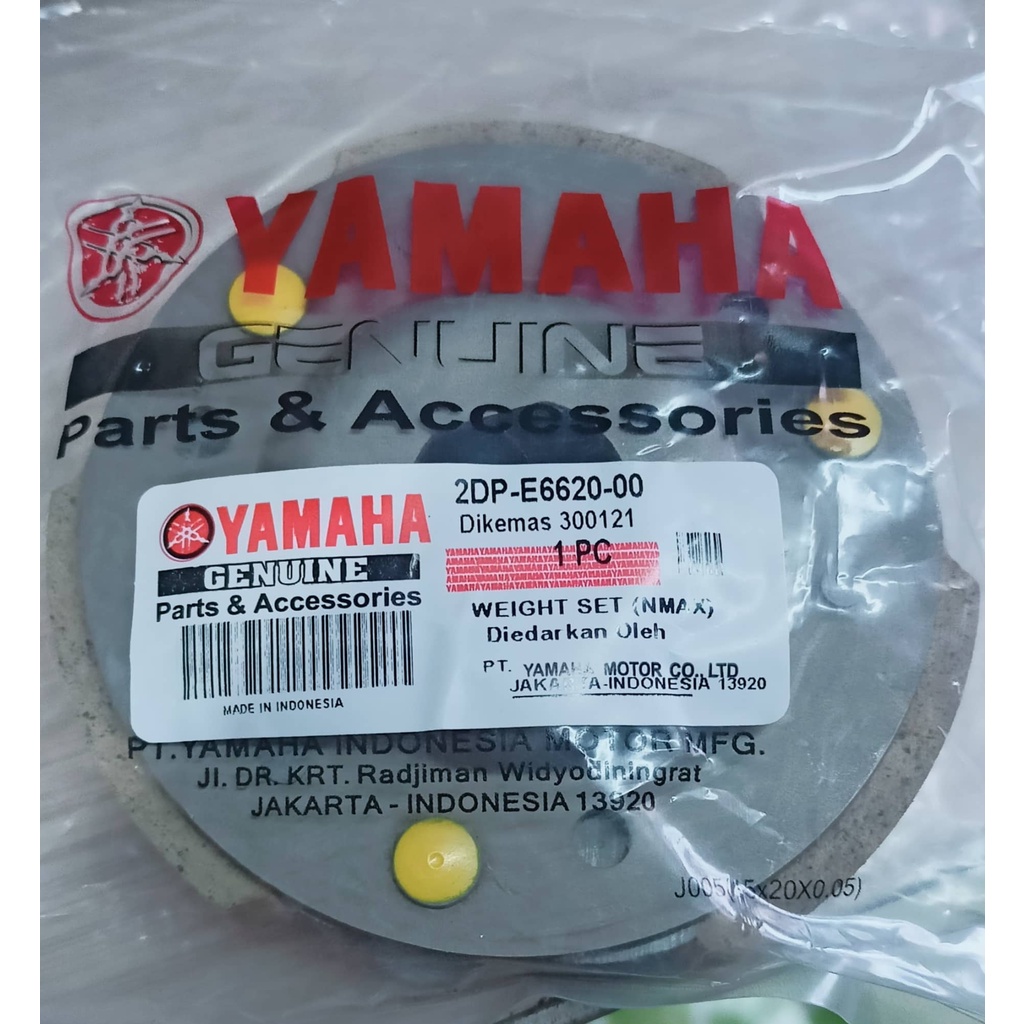 YAMAHA
GENUINE
Parts & Accessories
YAMAHA
GENUINE
Parts & Accessories
MADE IN INDONESIA
2DP-E6620-00
Dikemas 300121
1 PC
WEIGHT SET (NMAX)
Diedarkan Oleh
PT. YAMAHA MOTOR CO.,LTD
JAKARTA-INDONESIA 13920
PT.YAMAHA INDONESIA MOTOR MFG.
Jl. DR. KRT. Radjiman Widyodiningrat
JAKARTA - INDONESIA 13920